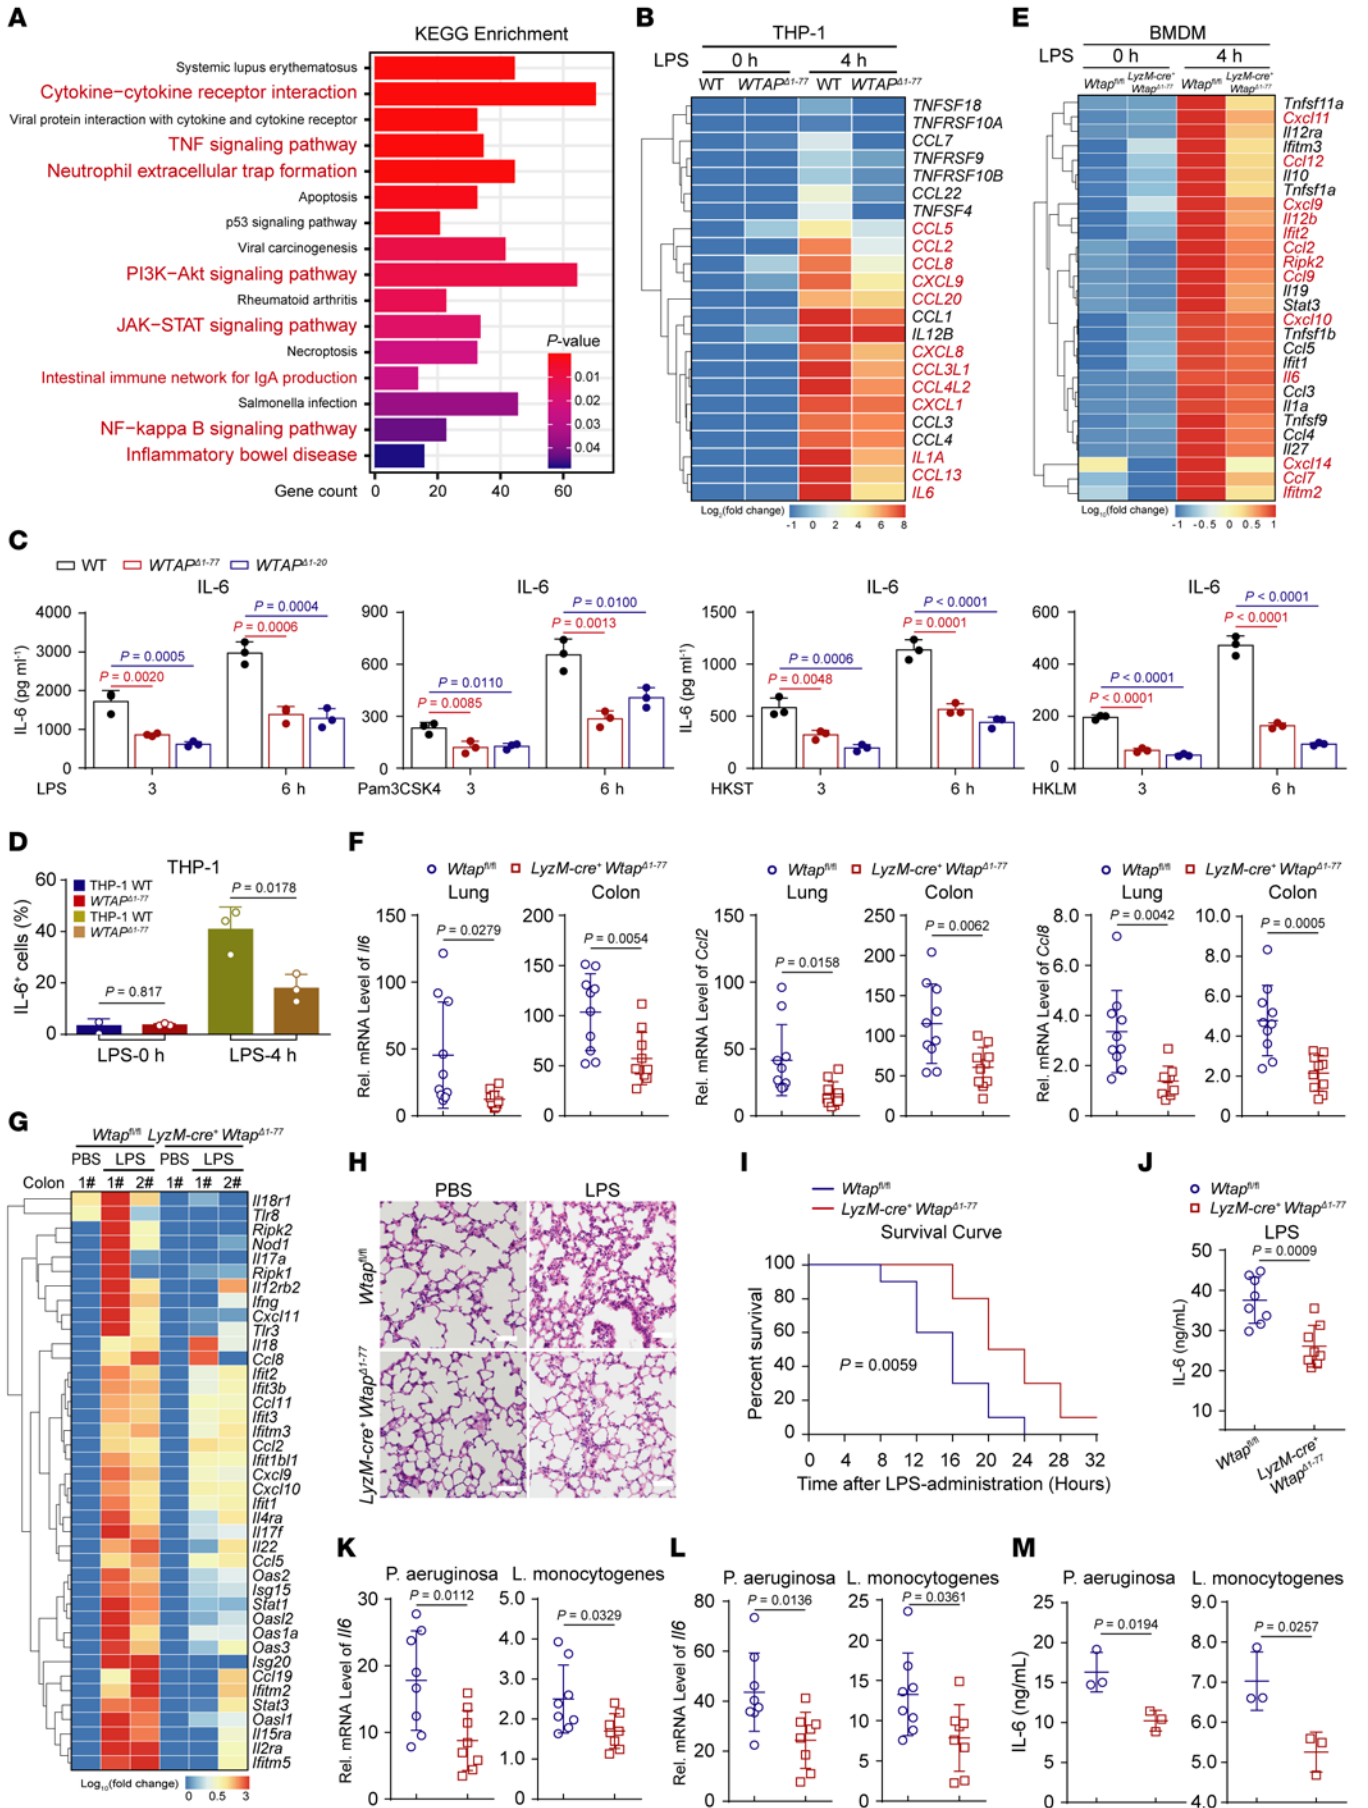 A
KEGG Enrichment
Systemic lupus erythematosus
Cytokine−cytokine receptor interaction
Viral protein interaction with cytokine and cytokine receptor
TNF signaling pathway
Neutrophil extracellular trap formation
Apoptosis
p53 signaling pathway
Viral carcinogenesis
PI3K−Akt signaling pathway
Rheumatoid arthritis
JAK−STAT signaling pathway
Necroptosis
Intestinal immune network for IgA production
Salmonella infection
NF−kappa B signaling pathway
Inflammatory bowel disease
P-value
0.01
0.02
0.03
0.04
Gene count 0 20 40 60
B
THP-1
LPS 0 h 4 h
WT WTAPΔ1-77 WT WTAPΔ1-77
TNFSF18
TNFRSF10A
CCL7
TNFRSF9
TNFRSF10B
CCL22
TNFSF4
CCL5
CCL2
CCL8
CXCL9
CCL20
CCL1
IL12B
CXCL8
CCL3L1
CCL4L2
CXCL1
CCL3
CCL4
IL1A
CCL13
IL6
Log2(fold change)
-1 0 2 4 6 8
E
BMDM
LPS 0 h 4 h
Wtapfl/fl LyzM-cre+ WtapΔ1-77 Wtapfl/fl LyzM-cre+ WtapΔ1-77
Tnfsf11a
Cxcl11
Il12ra
Ifitm3
Ccl12
Il10
Tnfsf1a
Cxcl9
Il12b
Ifit2
Ccl2
Ripk2
Ccl9
Il19
Stat3
Cxcl10
Tnfsf1b
Ccl5
Ifit1
Il6
Ccl3
Il1a
Tnfsf9
Ccl4
Il27
Cxcl14
Ccl7
Ifitm2
Log10(fold change)
-1 -0.5 0 0.5 1
C
WT WTAPΔ1-77 WTAPΔ1-20
IL-6
IL-6 (pg ml-1)
4000
3000
2000
1000
0
P = 0.0004
P = 0.0006
P = 0.0005
P = 0.0020
LPS 3 6 h
IL-6
900
600
300
0
P = 0.0100
P = 0.0013
P = 0.0110
P = 0.0085
Pam3CSK4 3 6 h
IL-6
IL-6 (pg ml-1)
1500
1000
500
0
P < 0.0001
P = 0.0001
P = 0.0006
P = 0.0048
HKST 3 6 h
IL-6
600
400
200
0
P < 0.0001
P < 0.0001
P < 0.0001
P < 0.0001
HKLM 3 6 h
D
THP-1
IL-6+ cells (%)
60
40
20
0
THP-1 WT
WTAPΔ1-77
THP-1 WT
WTAPΔ1-77
P = 0.0178
P = 0.817
LPS-0 h LPS-4 h
F
Wtapfl/fl LyzM-cre+ WtapΔ1-77
Lung Colon
Rel. mRNA Level of Il6
150
100
50
0
P = 0.0279
200
150
100
50
0
P = 0.0054
Wtapfl/fl LyzM-cre+ WtapΔ1-77
Lung Colon
Rel. mRNA Level of Ccl2
150
100
50
0
P = 0.0158
250
200
150
100
50
0
P = 0.0062
Wtapfl/fl LyzM-cre+ WtapΔ1-77
Lung Colon
Rel. mRNA Level of Ccl8
8.0
6.0
4.0
2.0
0
P = 0.0042
10.0
8.0
6.0
4.0
2.0
0
P = 0.0005
G
Wtapfl/fl LyzM-cre+ WtapΔ1-77
PBS LPS PBS LPS
Colon 1# 1# 2# 1# 1# 2#
Il18r1
Tlr8
Ripk2
Nod1
Il17a
Ripk1
Il12rb2
Ifng
Cxcl11
Tlr3
Il18
Ccl8
Ifit2
Ifit3b
Ccl11
Ifit3
Ifitm3
Ccl2
Ifit1bl1
Cxcl9
Cxcl10
Ifit1
Il4ra
Il17f
Il22
Ccl5
Oas2
Isg15
Stat1
Oasl2
Oas1a
Oas3
Isg20
Ccl19
Ifitm2
Stat3
Oasl1
Il15ra
Il2ra
Ifitm5
Log10(fold change)
0 0.5 1 3
H
PBS LPS
Wtapfl/fl
LyzM-cre+ WtapΔ1-77
I
Wtapfl/fl
LyzM-cre+ WtapΔ1-77
Survival Curve
Percent survival
100
80
60
40
20
0
P = 0.0059
0 4 8 12 16 20 24 28 32
Time after LPS-administration (Hours)
J
Wtapfl/fl
LyzM-cre+ WtapΔ1-77
LPS
IL-6 (ng/mL)
50
40
30
20
10
P = 0.0009
Wtapfl/fl
LyzM-cre+ WtapΔ1-77
K
P. aeruginosa L. monocytogenes
Rel. mRNA Level of Il6
30
20
10
0
P = 0.0112
5.0
4.0
3.0
2.0
1.0
0
P = 0.0329
L
P. aeruginosa L. monocytogenes
Rel. mRNA Level of Il6
80
60
40
20
0
P = 0.0136
25
20
15
10
5
0
P = 0.0361
M
P. aeruginosa L. monocytogenes
IL-6 (ng/mL)
25
20
15
10
5
0
P = 0.0194
9.0
8.0
7.0
6.0
5.0
4.0
P = 0.0257